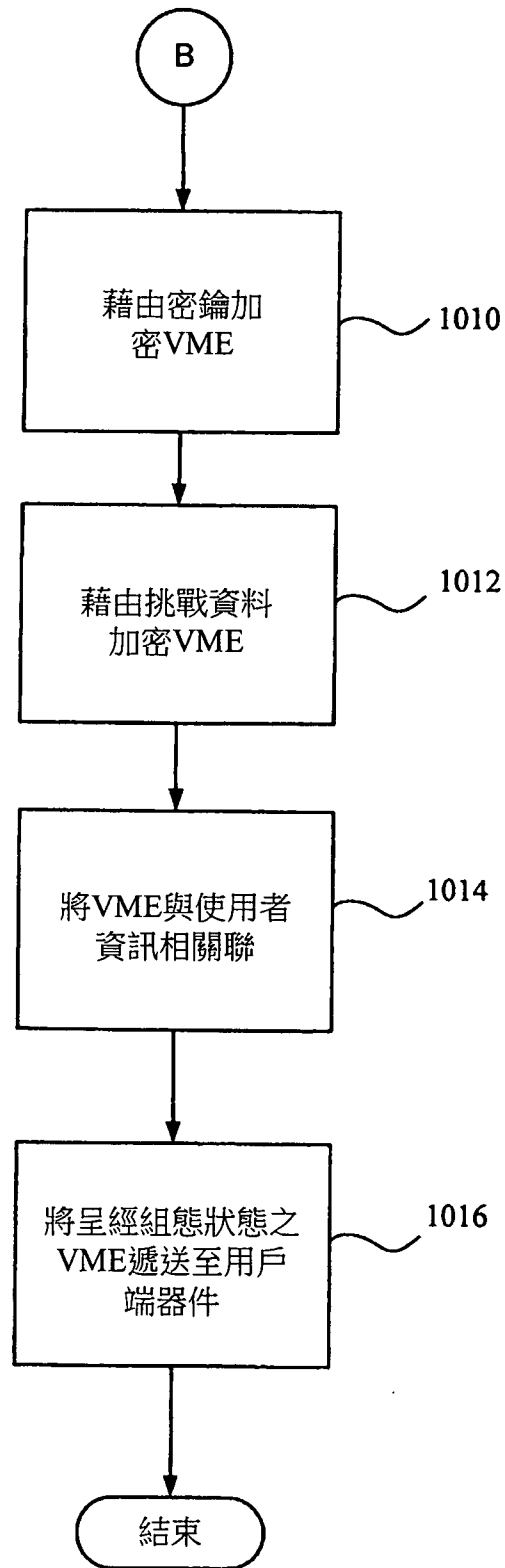 B
藉由密鑰加
密VME
1010
藉由挑戰資料
加密VME
1012
將VME與使用者
資訊相關聯
1014
將呈經組態狀態之
VME遞送至用戶
端器件
1016
結束